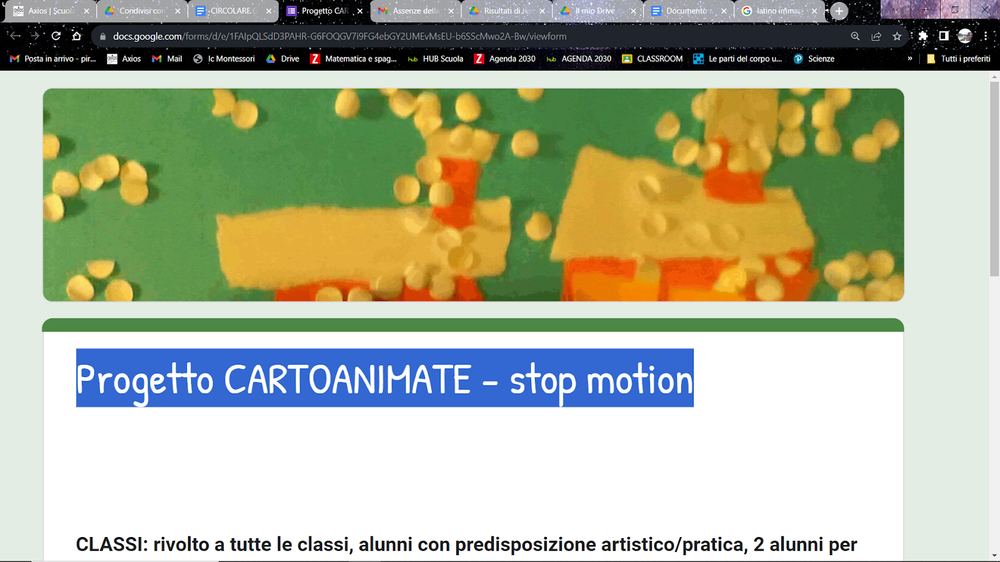 Axios | Scuol
Condivisi con
CIRCOLARE
Progetto CAR
Assenze della
Risultati di
Il mio Drive
Documento
latino imma
docs.google.com/forms/d/e/1FAIpQLSdD3PAHR-G6FOQGV7i9FG4ebGY2UMEvMsEU-b6SScMwo2A-Bw/viewform
Posta in arrivo - pir... Axios Mail Ic Montessori Drive Matematica e spag... HUB Scuola Agenda 2030 AGENDA 2030 CLASSROOM Le parti del corpo u... Scienze » Tutti i preferiti
Progetto CARTOANIMATE - stop motion
CLASSI: rivolto a tutte le classi, alunni con predisposizione artistico/pratica, 2 alunni per